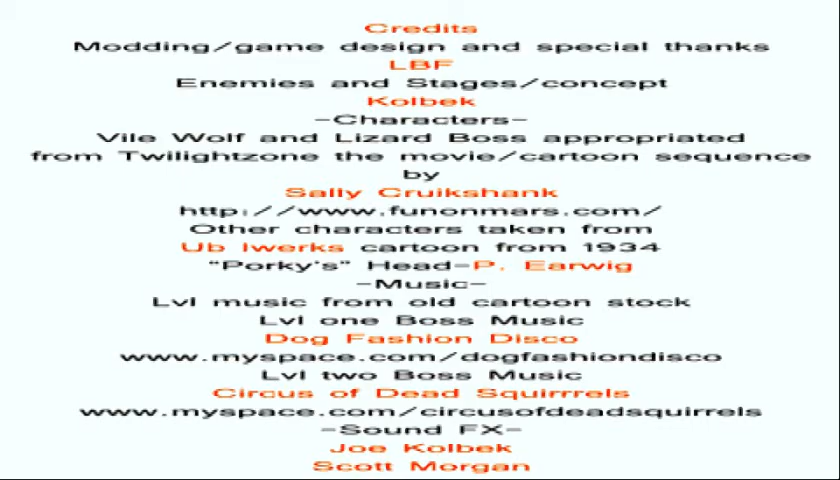 Credits
Modding/game design and special thanks
LBF
Enemies and Stages/concept
Kolbek
-Characters-
Vile Wolf and Lizard Boss appropriated
from Twilightzone the movie/cartoon sequence
by
Sally Cruikshank
http://www.funonmars.com/
Other characters taken from
Ub Iwerks cartoon from 1934
"Porky's" Head-P. Earwig
-Music-
Lvl music from old cartoon stock
Lvl one Boss Music
Dog Fashion Disco
www.myspace.com/dogfashiondisco
Lvl two Boss Music
Circus of Dead Squirrrels
www.myspace.com/circusofdeadsquirrels
-Sound FX-
Joe Kolbek
Scott Morgan